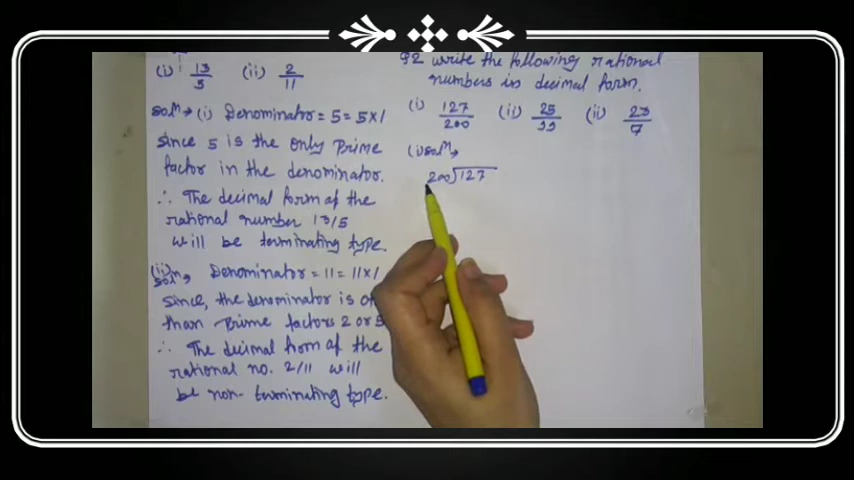 (i) 13/5 (ii) 2/11
Soln→ (i) Denominator = 5 = 5×1
since 5 is the only Prime
factor in the denominator.
∴ The decimal form of the
rational number 13/5
will be terminating type.
(ii)
Soln→ Denominator = 11 = 11×1
since, the denominator is
than Prime factors 2 or 5
∴ The decimal form of the
rational no. 2/11 will
be non-terminating type.
Q2 write the following rational
numbers in decimal form.
(i) 127/200 (ii) 25/99 (ii) 23/7
(i) Soln→
200)127